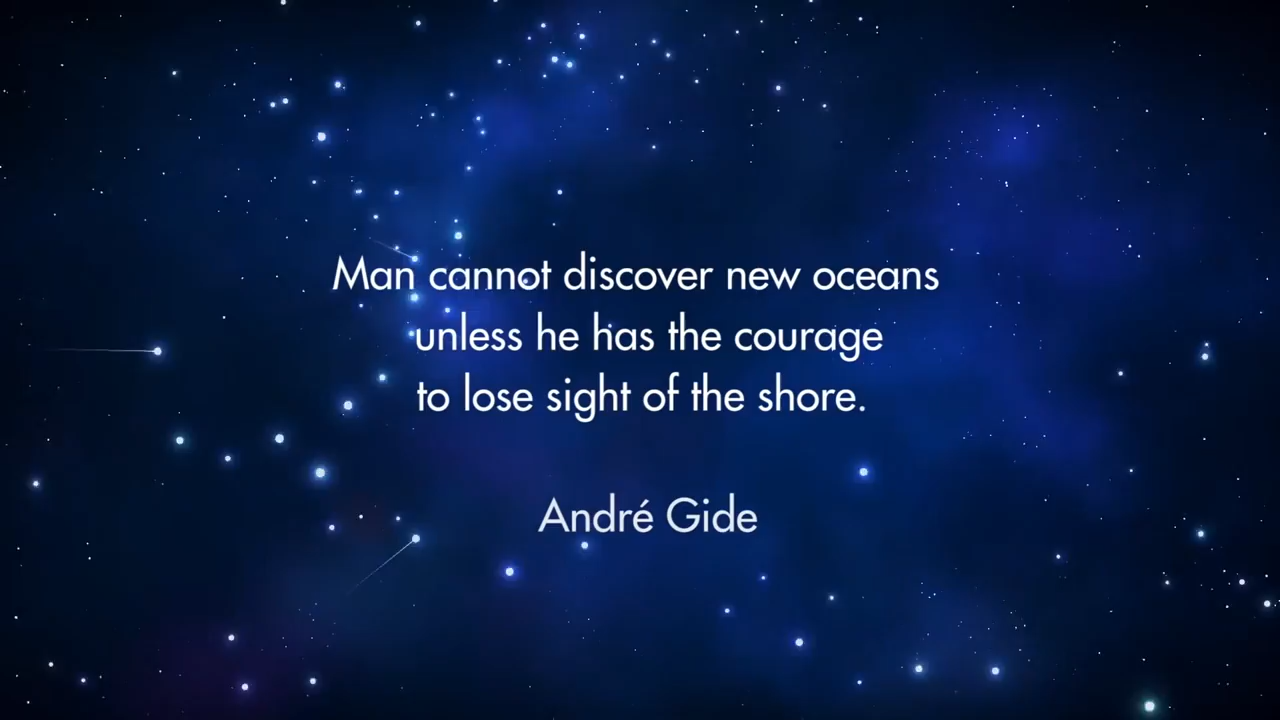 Man cannot discover new oceans
unless he has the courage
to lose sight of the shore.
André Gide